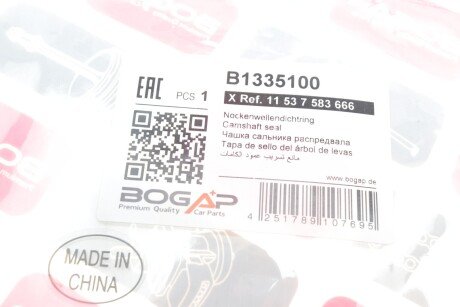 EAC
PCS 1
B1335100
X Ref. 11 53 7 583 666
Nockenwellendichtring
Camshaft seal
Чашка сальника распредвала
Tapa de sello del árbol de levas
مانع تسريب عمود الكامات
www.bogap.de
BOGAP
Premium Quality Car Parts
4 251789 107695
MADE IN
CHINA